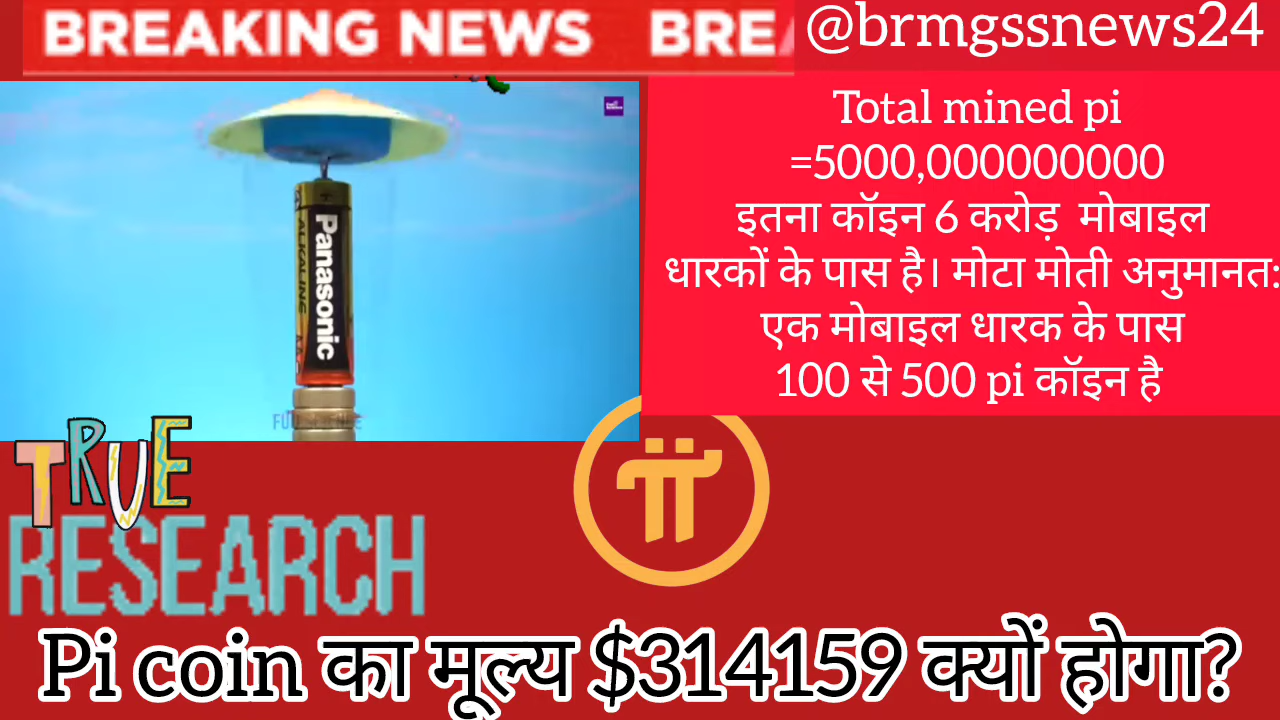 BREAKING NEWS BRE
@brmgssnews24
Total mined pi
=5000,000000000
इतना कॉइन 6 करोड़ मोबाइल
धारकों के पास है। मोटा मोती अनुमानत:
एक मोबाइल धारक के पास
100 से 500 pi कॉइन है
Panasonic
ALKALINE
TRUE
RESEARCH
Pi coin का मूल्य $314159 क्यों होगा?